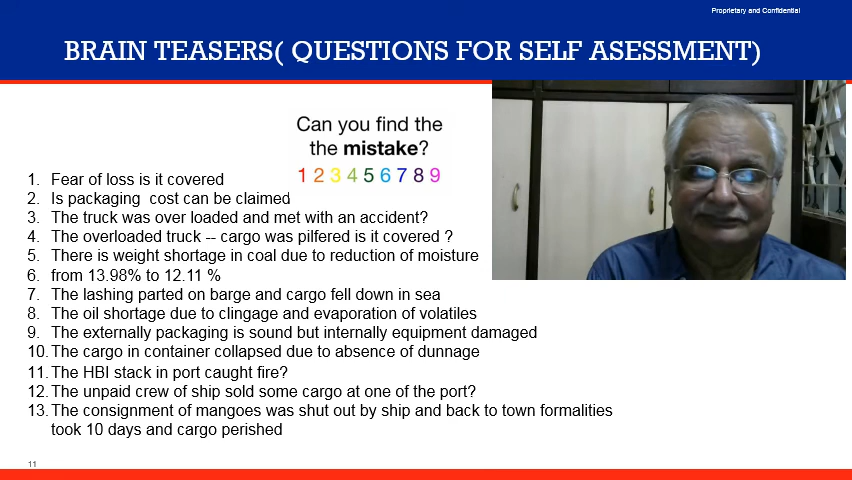 Proprietary and Confidential
BRAIN TEASERS( QUESTIONS FOR SELF ASESSMENT)
Can you find the
the mistake?
1 2 3 4 5 6 7 8 9
1. Fear of loss is it covered
2. Is packaging cost can be claimed
3. The truck was over loaded and met with an accident?
4. The overloaded truck -- cargo was pilfered is it covered ?
5. There is weight shortage in coal due to reduction of moisture
6. from 13.98% to 12.11 %
7. The lashing parted on barge and cargo fell down in sea
8. The oil shortage due to clingage and evaporation of volatiles
9. The externally packaging is sound but internally equipment damaged
10. The cargo in container collapsed due to absence of dunnage
11. The HBI stack in port caught fire?
12. The unpaid crew of ship sold some cargo at one of the port?
13. The consignment of mangoes was shut out by ship and back to town formalities
took 10 days and cargo perished
11